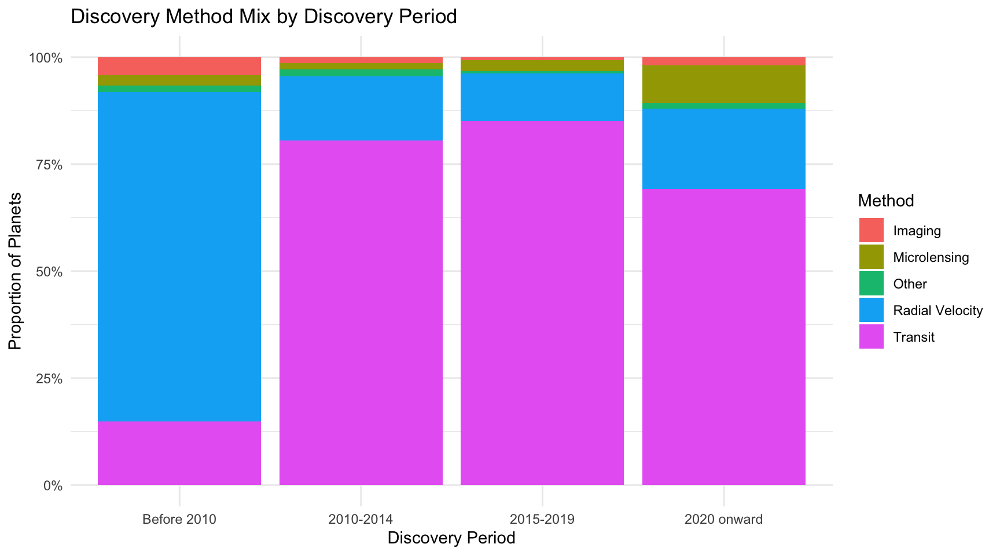 Discovery Method Mix by Discovery Period
Proportion of Planets
100%
75%
50%
25%
0%
Before 2010
2010-2014
2015-2019
2020 onward
Discovery Period
Method
Imaging
Microlensing
Other
Radial Velocity
Transit